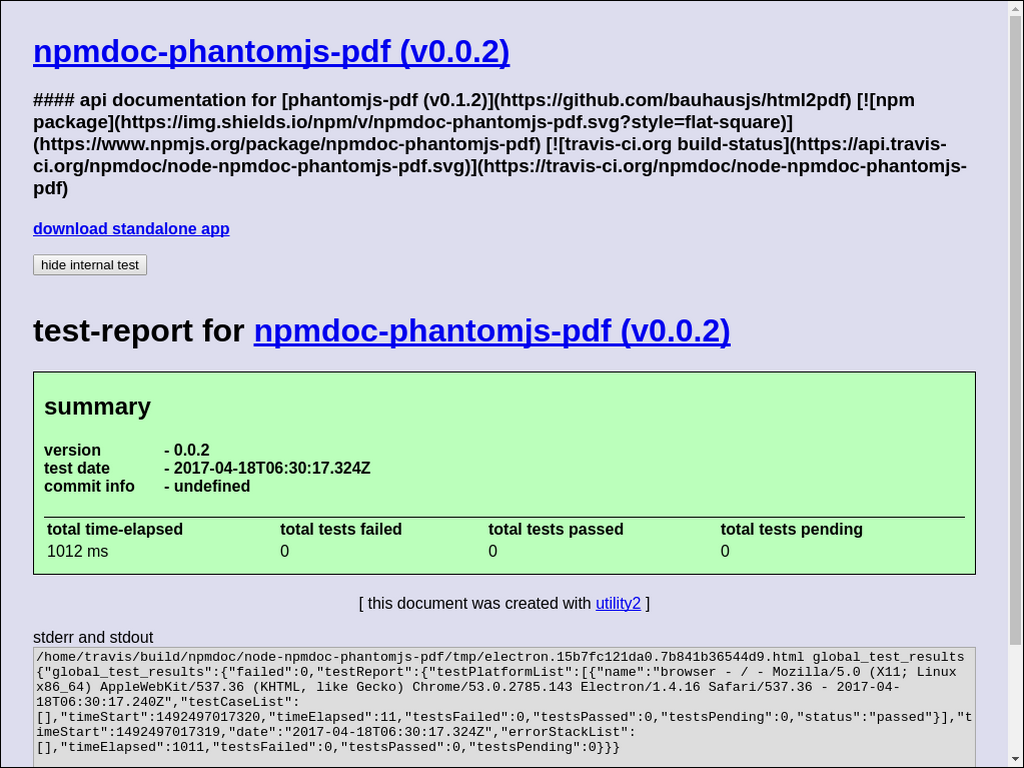 npmdoc-phantomjs-pdf (v0.0.2)
#### api documentation for [phantomjs-pdf (v0.1.2)](https://github.com/bauhausjs/html2pdf) [![npm
package](https://img.shields.io/npm/v/npmdoc-phantomjs-pdf.svg?style=flat-square)]
(https://www.npmjs.org/package/npmdoc-phantomjs-pdf) [![travis-ci.org build-status](https://api.travis-
ci.org/npmdoc/node-npmdoc-phantomjs-pdf.svg)](https://travis-ci.org/npmdoc/node-npmdoc-phantomjs-
pdf)
download standalone app
hide internal test
test-report for npmdoc-phantomjs-pdf (v0.0.2)
summary
version - 0.0.2
test date - 2017-04-18T06:30:17.324Z
commit info - undefined
total time-elapsed total tests failed total tests passed total tests pending
1012 ms 0 0 0
[ this document was created with utility2 ]
stderr and stdout
/home/travis/build/npmdoc/node-npmdoc-phantomjs-pdf/tmp/electron.15b7fc121da0.7b841b36544d9.html global_test_results
{"global_test_results":{"failed":0,"testReport":{"testPlatformList":[{"name":"browser - / - Mozilla/5.0 (X11; Linux
x86_64) AppleWebKit/537.36 (KHTML, like Gecko) Chrome/53.0.2785.143 Electron/1.4.16 Safari/537.36 - 2017-04-
18T06:30:17.240Z","testCaseList":
[],"timeStart":1492497017320,"timeElapsed":11,"testsFailed":0,"testsPassed":0,"testsPending":0,"status":"passed"}],"t
imeStart":1492497017319,"date":"2017-04-18T06:30:17.324Z","errorStackList":
[],"timeElapsed":1011,"testsFailed":0,"testsPassed":0,"testsPending":0}}}